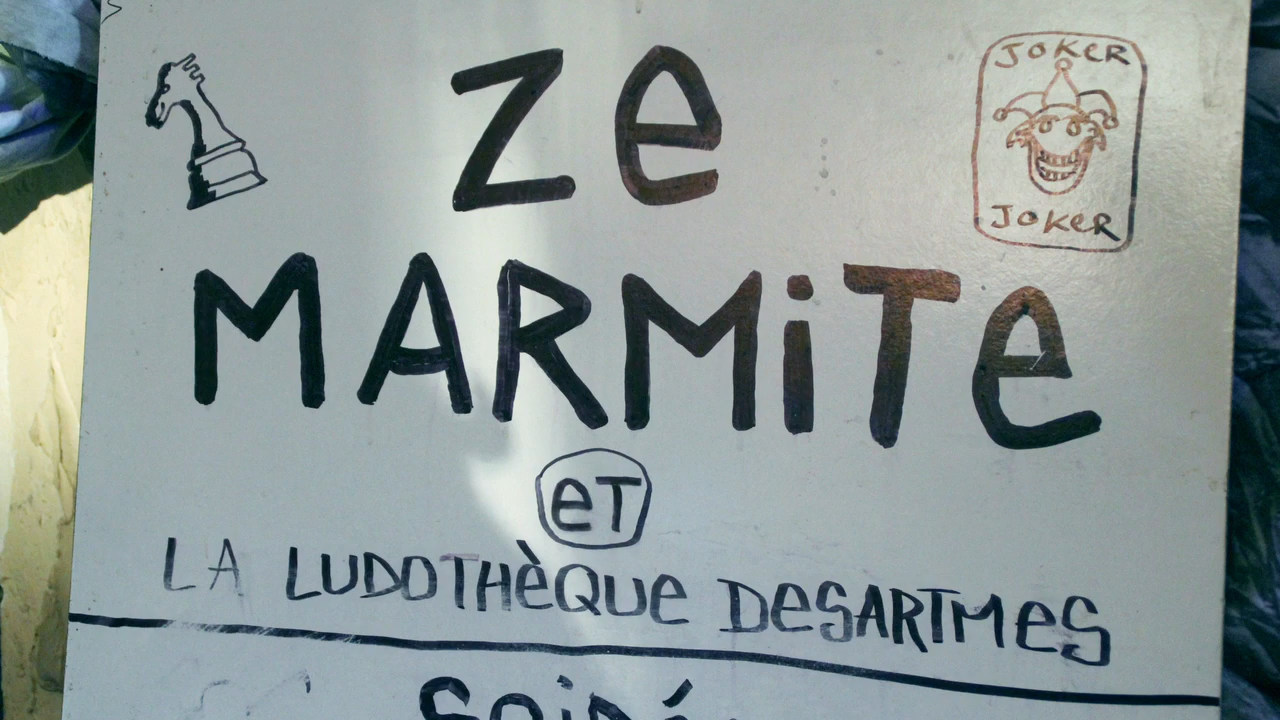 JOKER
Ze
JOKER
MARMiTe
eT
LA LUDOTHèQUe DeSARTMeS